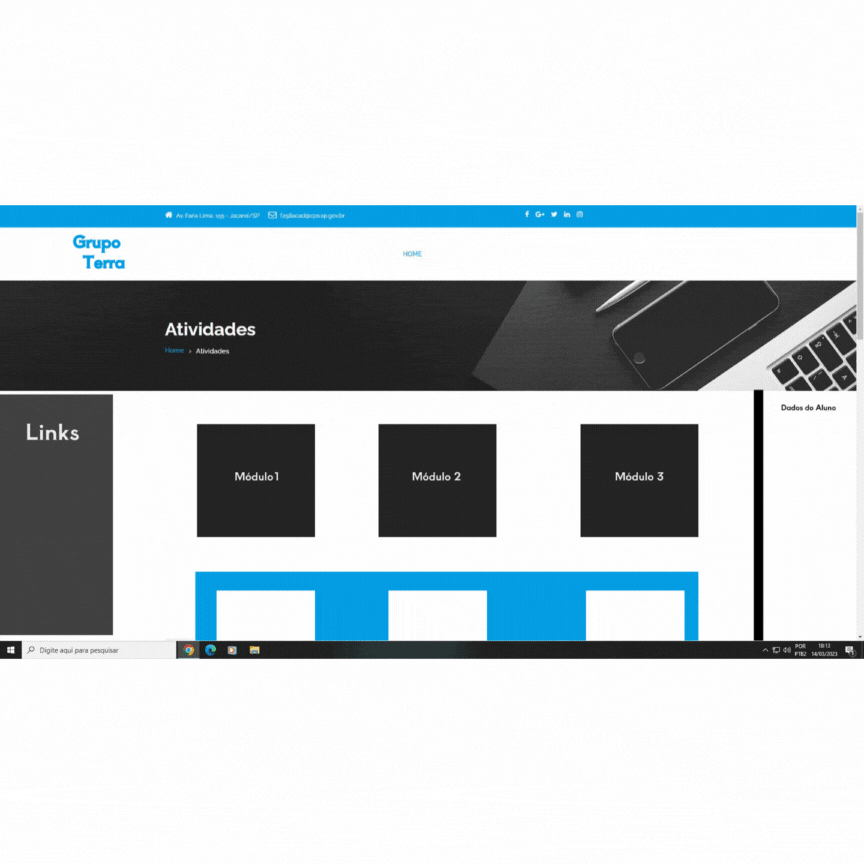 Av. Faria Lima, 155 - Jacareí/SP
Grupo
Terra
HOME
Atividades
Home > Atividades
Links
Módulo1
Módulo 2
Módulo 3
Dados do Aluno
Digite aqui para pesquisar
POR
PTB2
18:13
14/03/2023